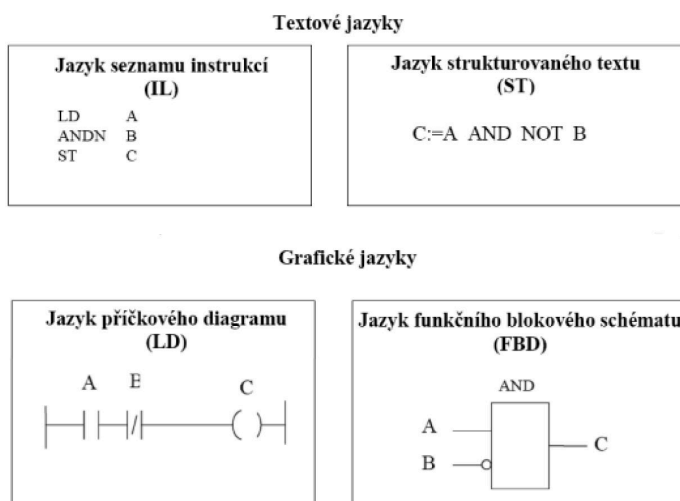 Textové jazyky
Jazyk seznamu instrukcí
(IL)
LD A
ANDN B
ST C
Jazyk strukturovaného textu
(ST)
C:=A AND NOT B
Grafické jazyky
Jazyk příčkového diagramu
(LD)
A B C
Jazyk funkčního blokového schématu
(FBD)
AND
A
B
C